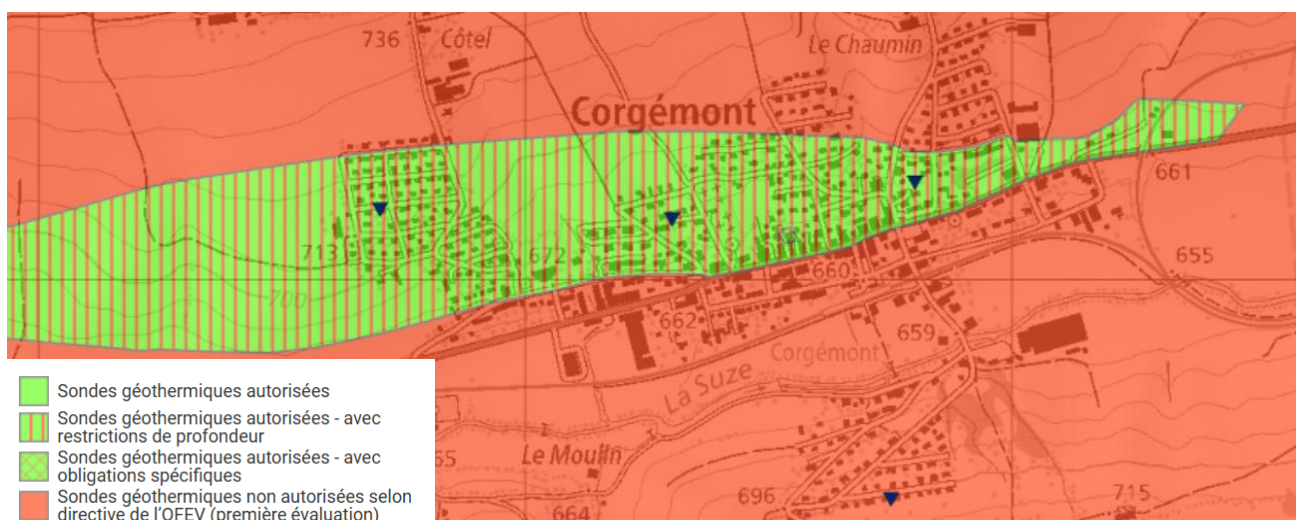 736
Côtel
Le Chaumin
Corgémont
661
713
672
655
700
660
662
659
Corgémont
La Suze
Sondes géothermiques autorisées
Sondes géothermiques autorisées - avec
restrictions de profondeur
Sondes géothermiques autorisées - avec
obligations spécifiques
65
Le Moulin
Sondes géothermiques non autorisées selon
directive de l'OFEV (première évaluation)
696
715
664